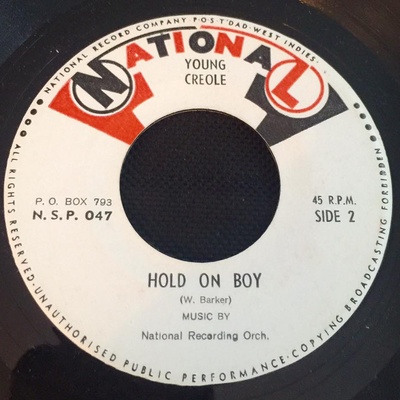 NATIONAL RECORD COMPANY P-O-S T'DAD-WEST INDIES
NATIONAL
YOUNG
CREOLE
P. O. BOX 793
N. S. P. 047
45 R.P.M.
SIDE 2
HOLD ON BOY
(W. Barker)
MUSIC BY
National Recording Orch.
ALL RIGHTS RESERVED-UNAUTHORISED PUBLIC PERFORMANCE-COPYING BROADCASTING FORBIDDEN